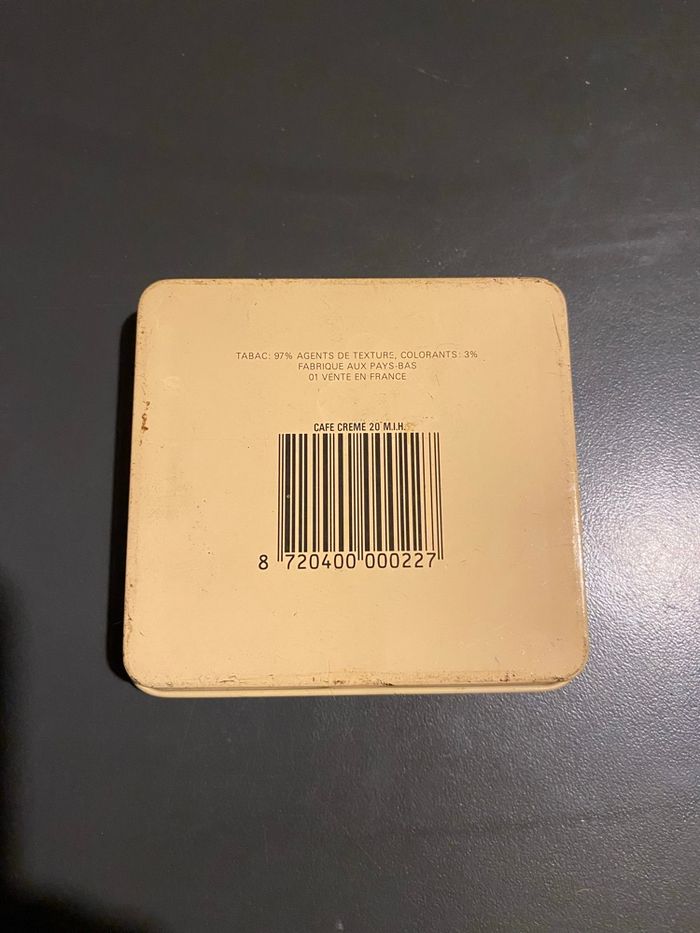 TABAC: 97% AGENTS DE TEXTURE, COLORANTS: 3%
FABRIQUE AUX PAYS-BAS
01 VENTE EN FRANCE
CAFE CREME 20 M.I.H.
8 720400 000227